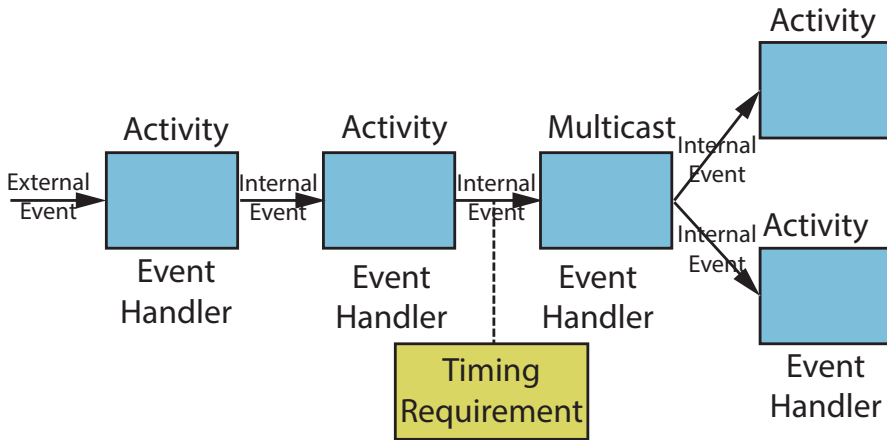 Activity
Activity
Activity
Multicast
External
Event
Internal
Event
Internal
Event
Internal
Event
Internal
Event
Activity
Event
Handler
Event
Handler
Event
Handler
Event
Handler
Timing
Requirement